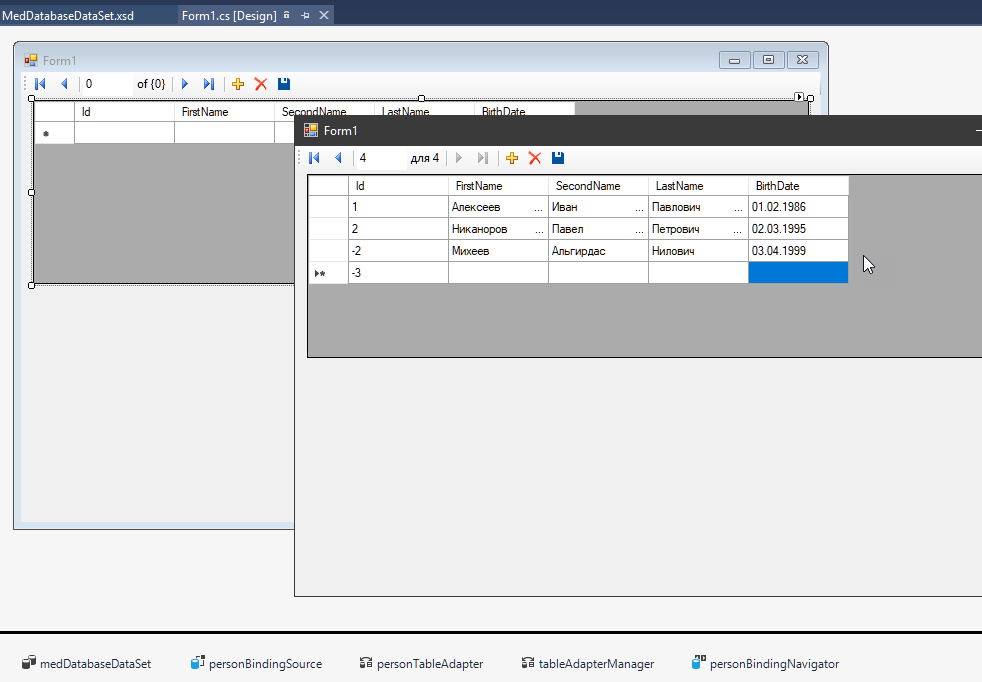 MedDatabaseDataSet.xsd Form1.cs [Design]
Form1
0 of {0}
Id FirstName SecondName LastName BirthDate
Form1
4 для 4
Id FirstName SecondName LastName BirthDate
1 Алексеев ... Иван ... Павлович ... 01.02.1986
2 Никаноров ... Павел ... Петрович ... 02.03.1995
-2 Михеев Альгирдас Нилович 03.04.1999
-3
medDatabaseDataSet personBindingSource personTableAdapter tableAdapterManager personBindingNavigator